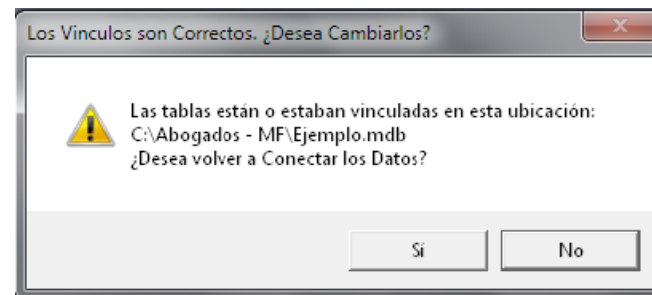 Los Vinculos son Correctos. ¿Desea Cambiarlos?
Las tablas están o estaban vinculadas en esta ubicación:
C:\Abogados - MF\Ejemplo.mdb
¿Desea volver a Conectar los Datos?
Sí
No